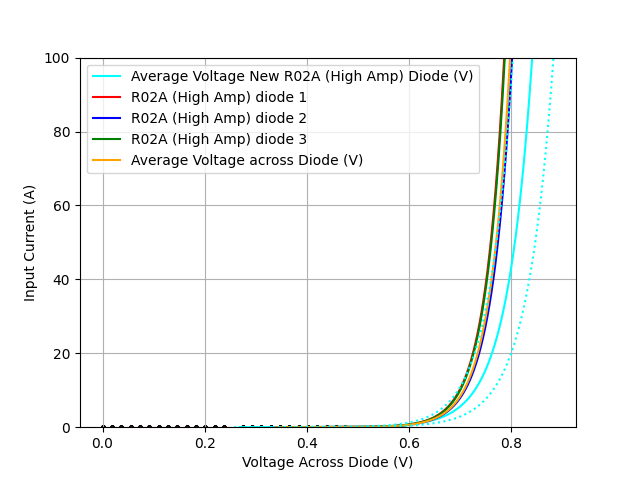 100
80
60
40
20
0
Input Current (A)
Average Voltage New R02A (High Amp) Diode (V)
R02A (High Amp) diode 1
R02A (High Amp) diode 2
R02A (High Amp) diode 3
Average Voltage across Diode (V)
0.0 0.2 0.4 0.6 0.8
Voltage Across Diode (V)